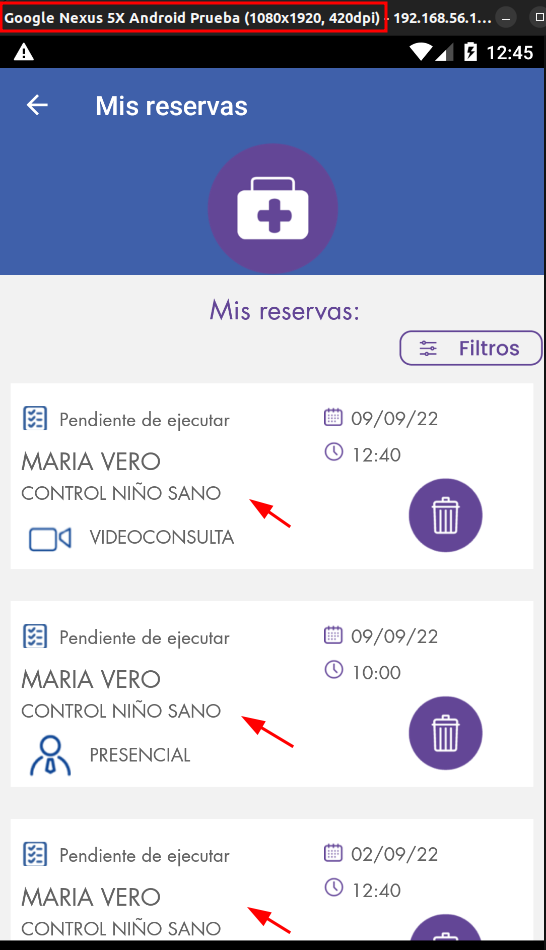 Google Nexus 5X Android Prueba (1080x1920, 420dpi) - 192.168.56.1...
12:45
Mis reservas
Mis reservas:
Filtros
Pendiente de ejecutar
09/09/22
MARIA VERO
12:40
CONTROL NIÑO SANO
VIDEOCONSULTA
Pendiente de ejecutar
09/09/22
MARIA VERO
10:00
CONTROL NIÑO SANO
PRESENCIAL
Pendiente de ejecutar
02/09/22
MARIA VERO
12:40
CONTROL NIÑO SANO